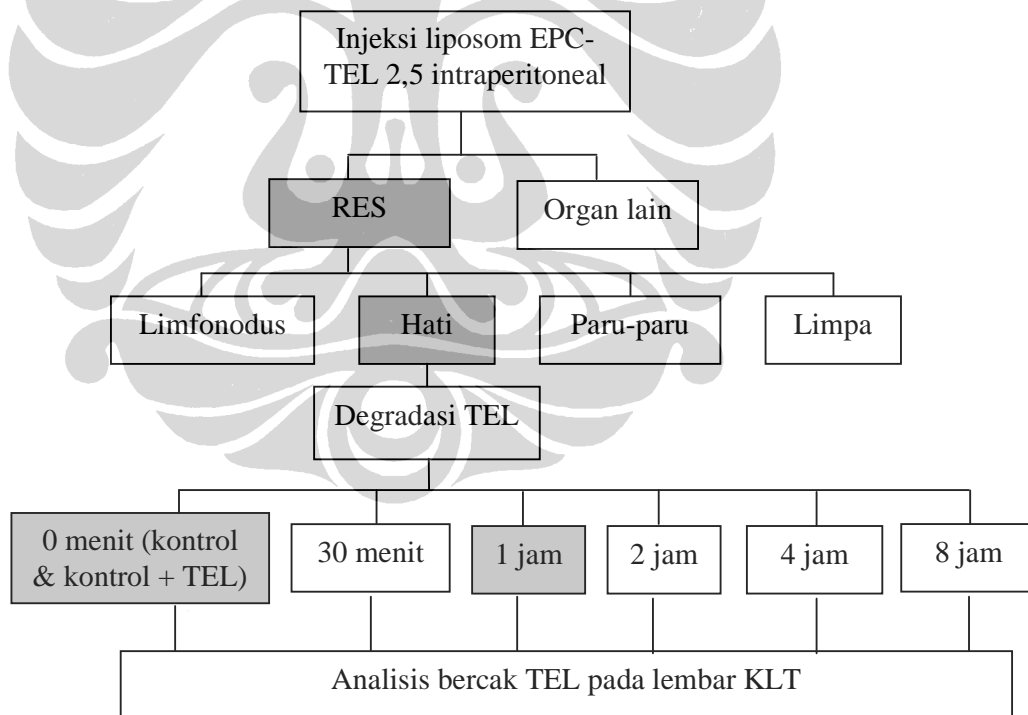 Injeksi liposom EPC-
TEL 2,5 intraperitoneal
RES
Organ lain
Limfonodus
Hati
Paru-paru
Limpa
Degradasi TEL
0 menit (kontrol
& kontrol + TEL)
30 menit
1 jam
2 jam
4 jam
8 jam
Analisis bercak TEL pada lembar KLT